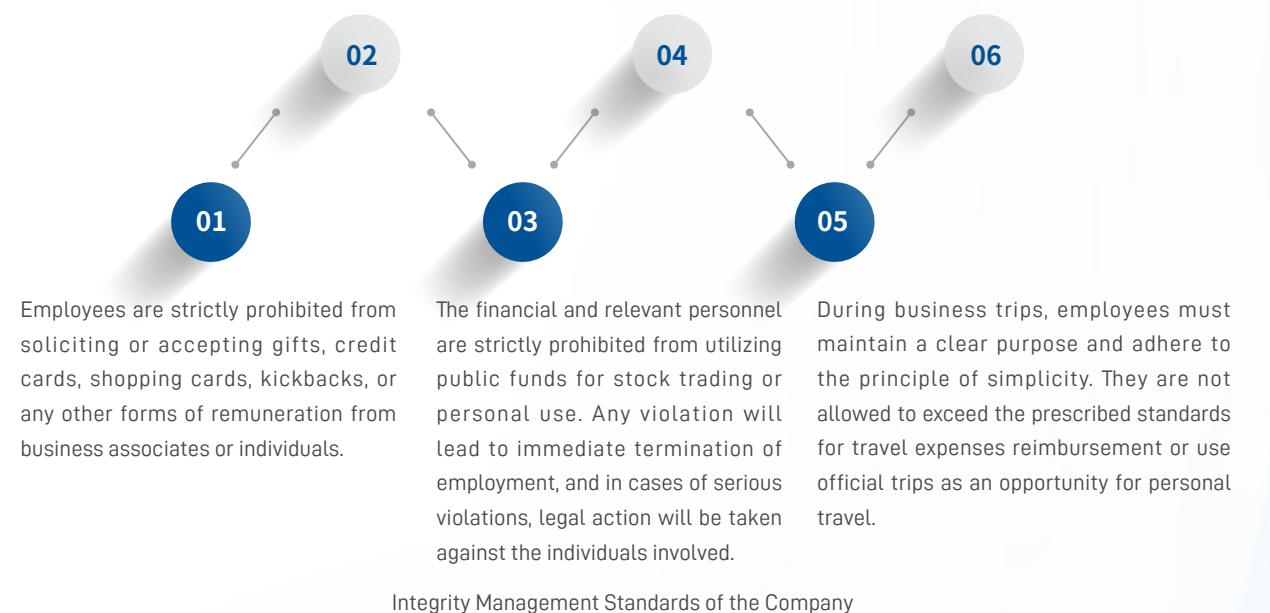 02
04
06
01
03
05
Employees are strictly prohibited from
soliciting or accepting gifts, credit
cards, shopping cards, kickbacks, or
any other forms of remuneration from
business associates or individuals.
The financial and relevant personnel
are strictly prohibited from utilizing
public funds for stock trading or
personal use. Any violation will
lead to immediate termination of
employment, and in cases of serious
violations, legal action will be taken
against the individuals involved.
During business trips, employees must
maintain a clear purpose and adhere to
the principle of simplicity. They are not
allowed to exceed the prescribed standards
for travel expenses reimbursement or use
official trips as an opportunity for personal
travel.
Integrity Management Standards of the Company